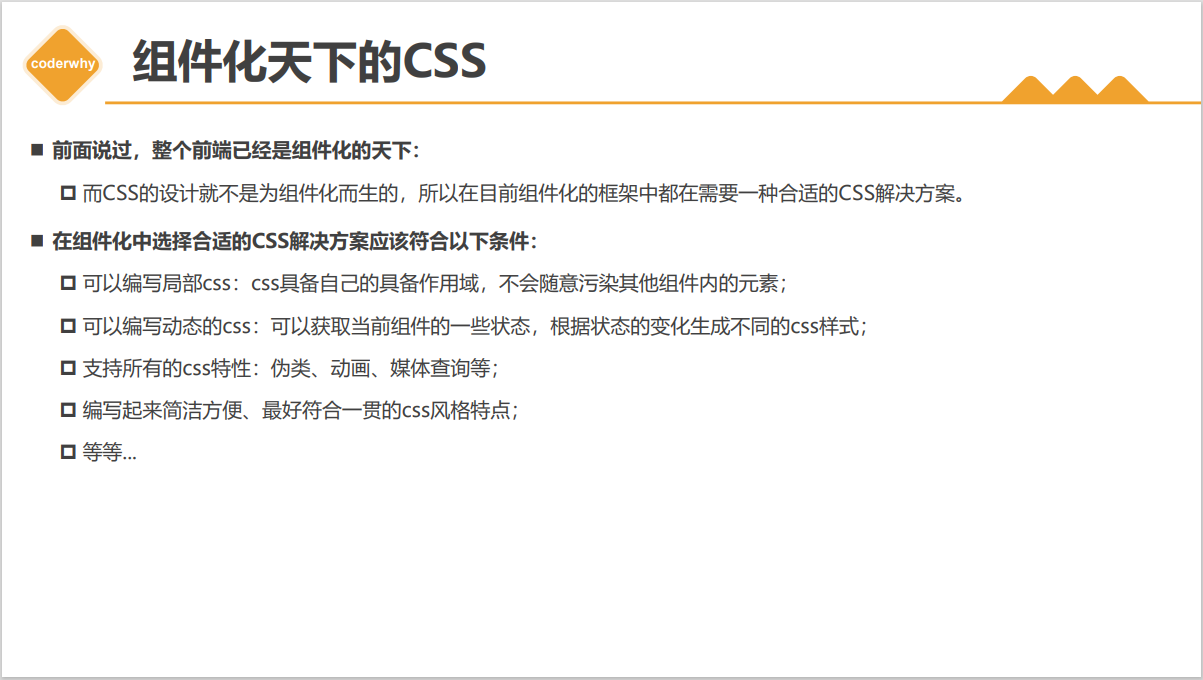 coderwhy
组件化天下的CSS
前面说过，整个前端已经是组件化的天下：
而CSS的设计就不是为组件化而生的，所以在目前组件化的框架中都在需要一种合适的CSS解决方案。
在组件化中选择合适的CSS解决方案应该符合以下条件：
可以编写局部css：css具备自己的具备作用域，不会随意污染其他组件内的元素；
可以编写动态的css：可以获取当前组件的一些状态，根据状态的变化生成不同的css样式；
支持所有的css特性：伪类、动画、媒体查询等；
编写起来简洁方便、最好符合一贯的css风格特点；
等等...